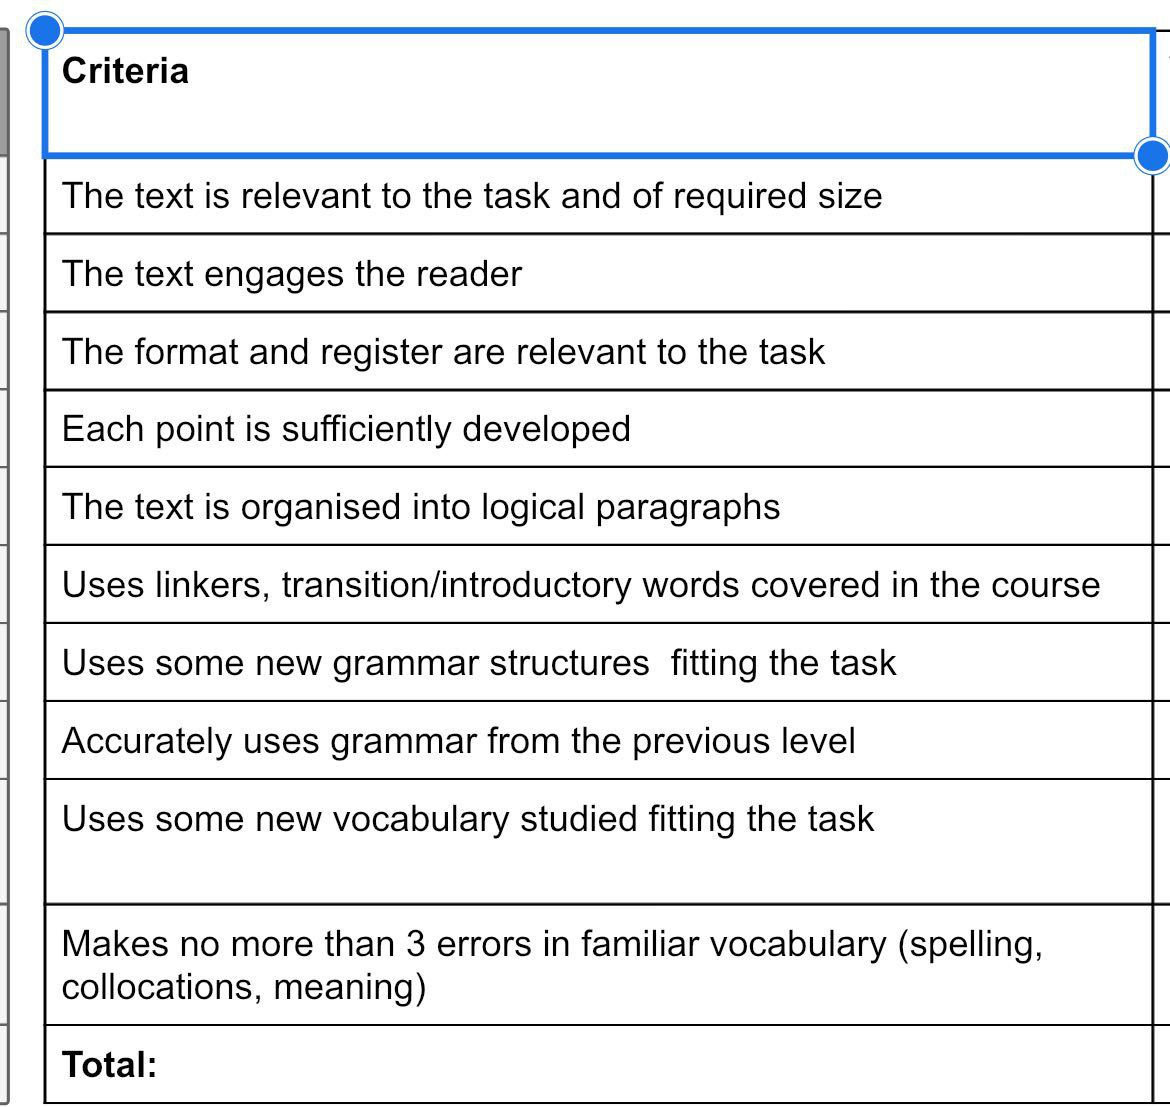 Criteria
The text is relevant to the task and of required size
The text engages the reader
The format and register are relevant to the task
Each point is sufficiently developed
The text is organised into logical paragraphs
Uses linkers, transition/introductory words covered in the course
Uses some new grammar structures  fitting the task
Accurately uses grammar from the previous level
Uses some new vocabulary studied fitting the task
Makes no more than 3 errors in familiar vocabulary (spelling,
collocations, meaning)
Total: